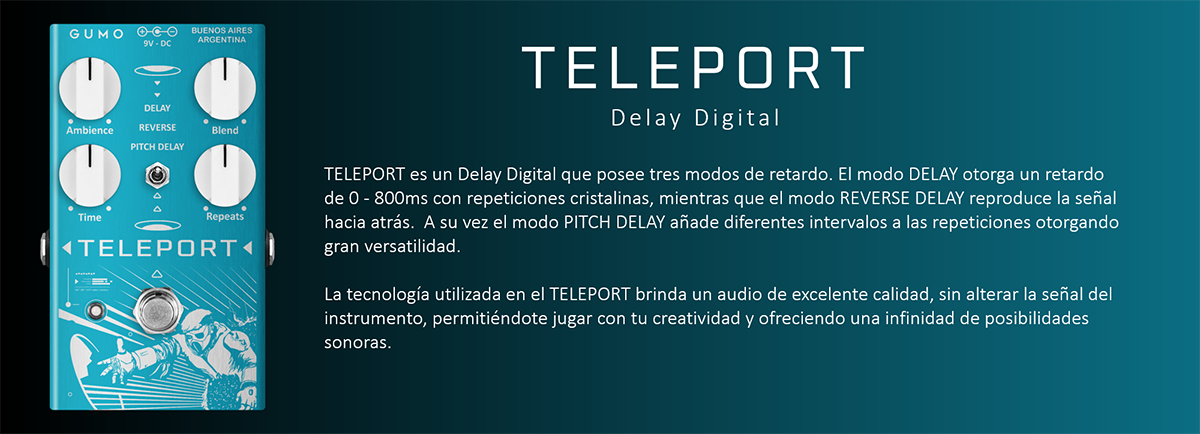 GUMO
9V - DC
BUENOS AIRES
ARGENTINA
DELAY
REVERSE
PITCH DELAY
Ambience
Blend
Time
Repeats
TELEPORT
TELEPORT
Delay Digital
TELEPORT es un Delay Digital que posee tres modos de retardo. El modo DELAY otorga un retardo
de 0 - 800ms con repeticiones cristalinas, mientras que el modo REVERSE DELAY reproduce la señal
hacia atrás.  A su vez el modo PITCH DELAY añade diferentes intervalos a las repeticiones otorgando
gran versatilidad.
La tecnología utilizada en el TELEPORT brinda un audio de excelente calidad, sin alterar la señal del
instrumento, permitiéndote jugar con tu creatividad y ofreciendo una infinidad de posibilidades
sonoras.